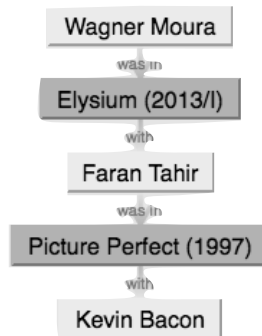 Wagner Moura
was in
Elysium (2013/I)
with
Faran Tahir
was in
Picture Perfect (1997)
with
Kevin Bacon